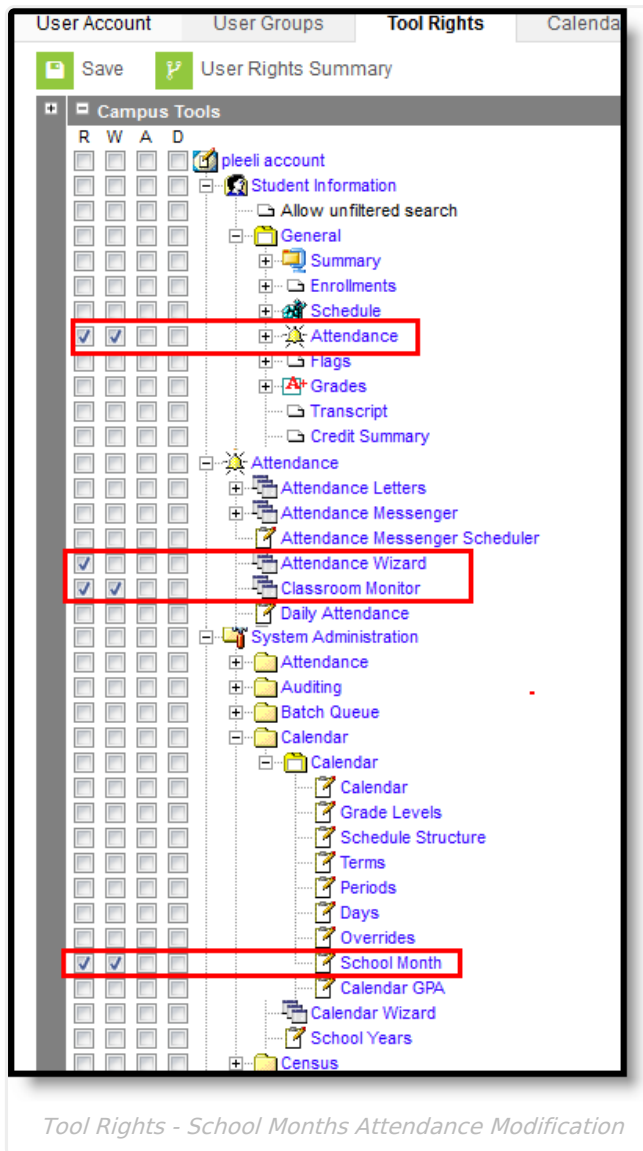 User Account User Groups Tool Rights Calenda
Save User Rights Summary
Campus Tools
R W A D
pleeli account
Student Information
Allow unfiltered search
General
Summary
Enrollments
Schedule
Attendance
Flags
A+ Grades
Transcript
Credit Summary
Attendance
Attendance Letters
Attendance Messenger
Attendance Messenger Scheduler
Attendance Wizard
Classroom Monitor
Daily Attendance
System Administration
Attendance
Auditing
Batch Queue
Calendar
Calendar
Calendar
Grade Levels
Schedule Structure
Terms
Periods
Days
Overrides
School Month
Calendar GPA
Calendar Wizard
School Years
Census
Tool Rights - School Months Attendance Modification